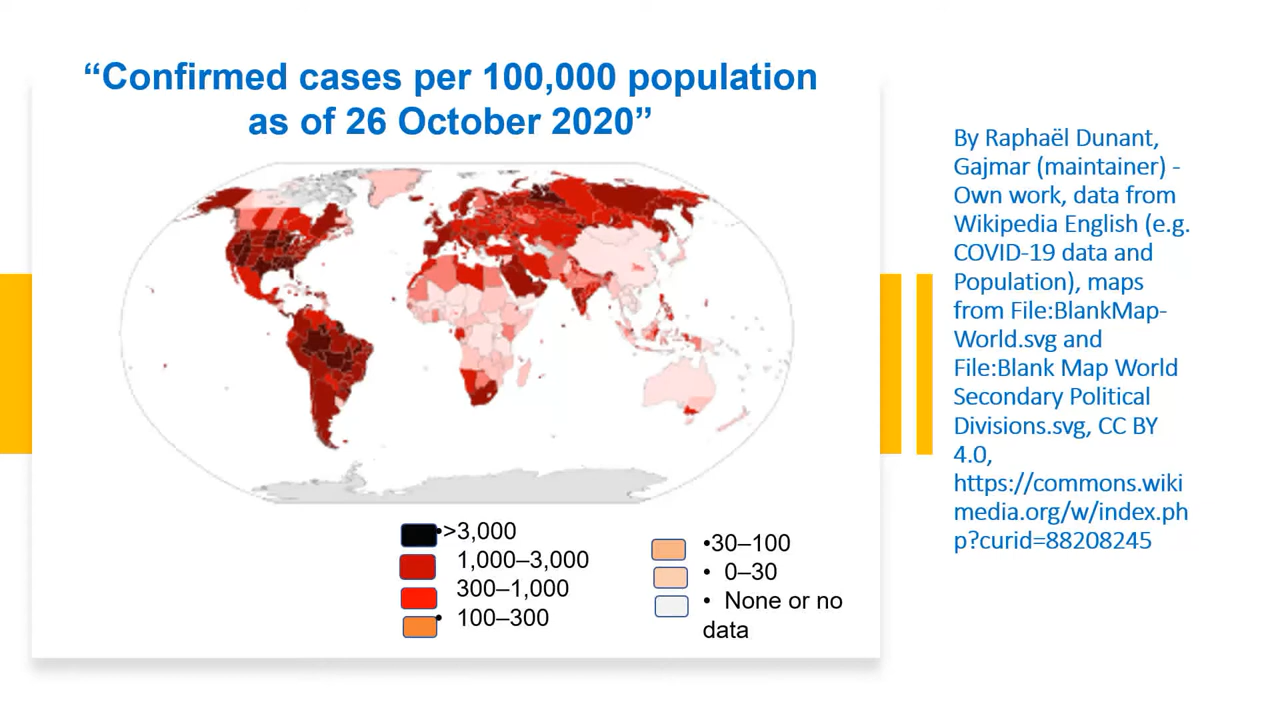 “Confirmed cases per 100,000 population
as of 26 October 2020”
•>3,000
1,000–3,000
300–1,000
• 100–300
•30–100
• 0–30
• None or no
data
By Raphaël Dunant,
Gajmar (maintainer) -
Own work, data from
Wikipedia English (e.g.
COVID-19 data and
Population), maps
from File:BlankMap-
World.svg and
File:Blank Map World
Secondary Political
Divisions.svg, CC BY
4.0,
https://commons.wiki
media.org/w/index.ph
p?curid=88208245